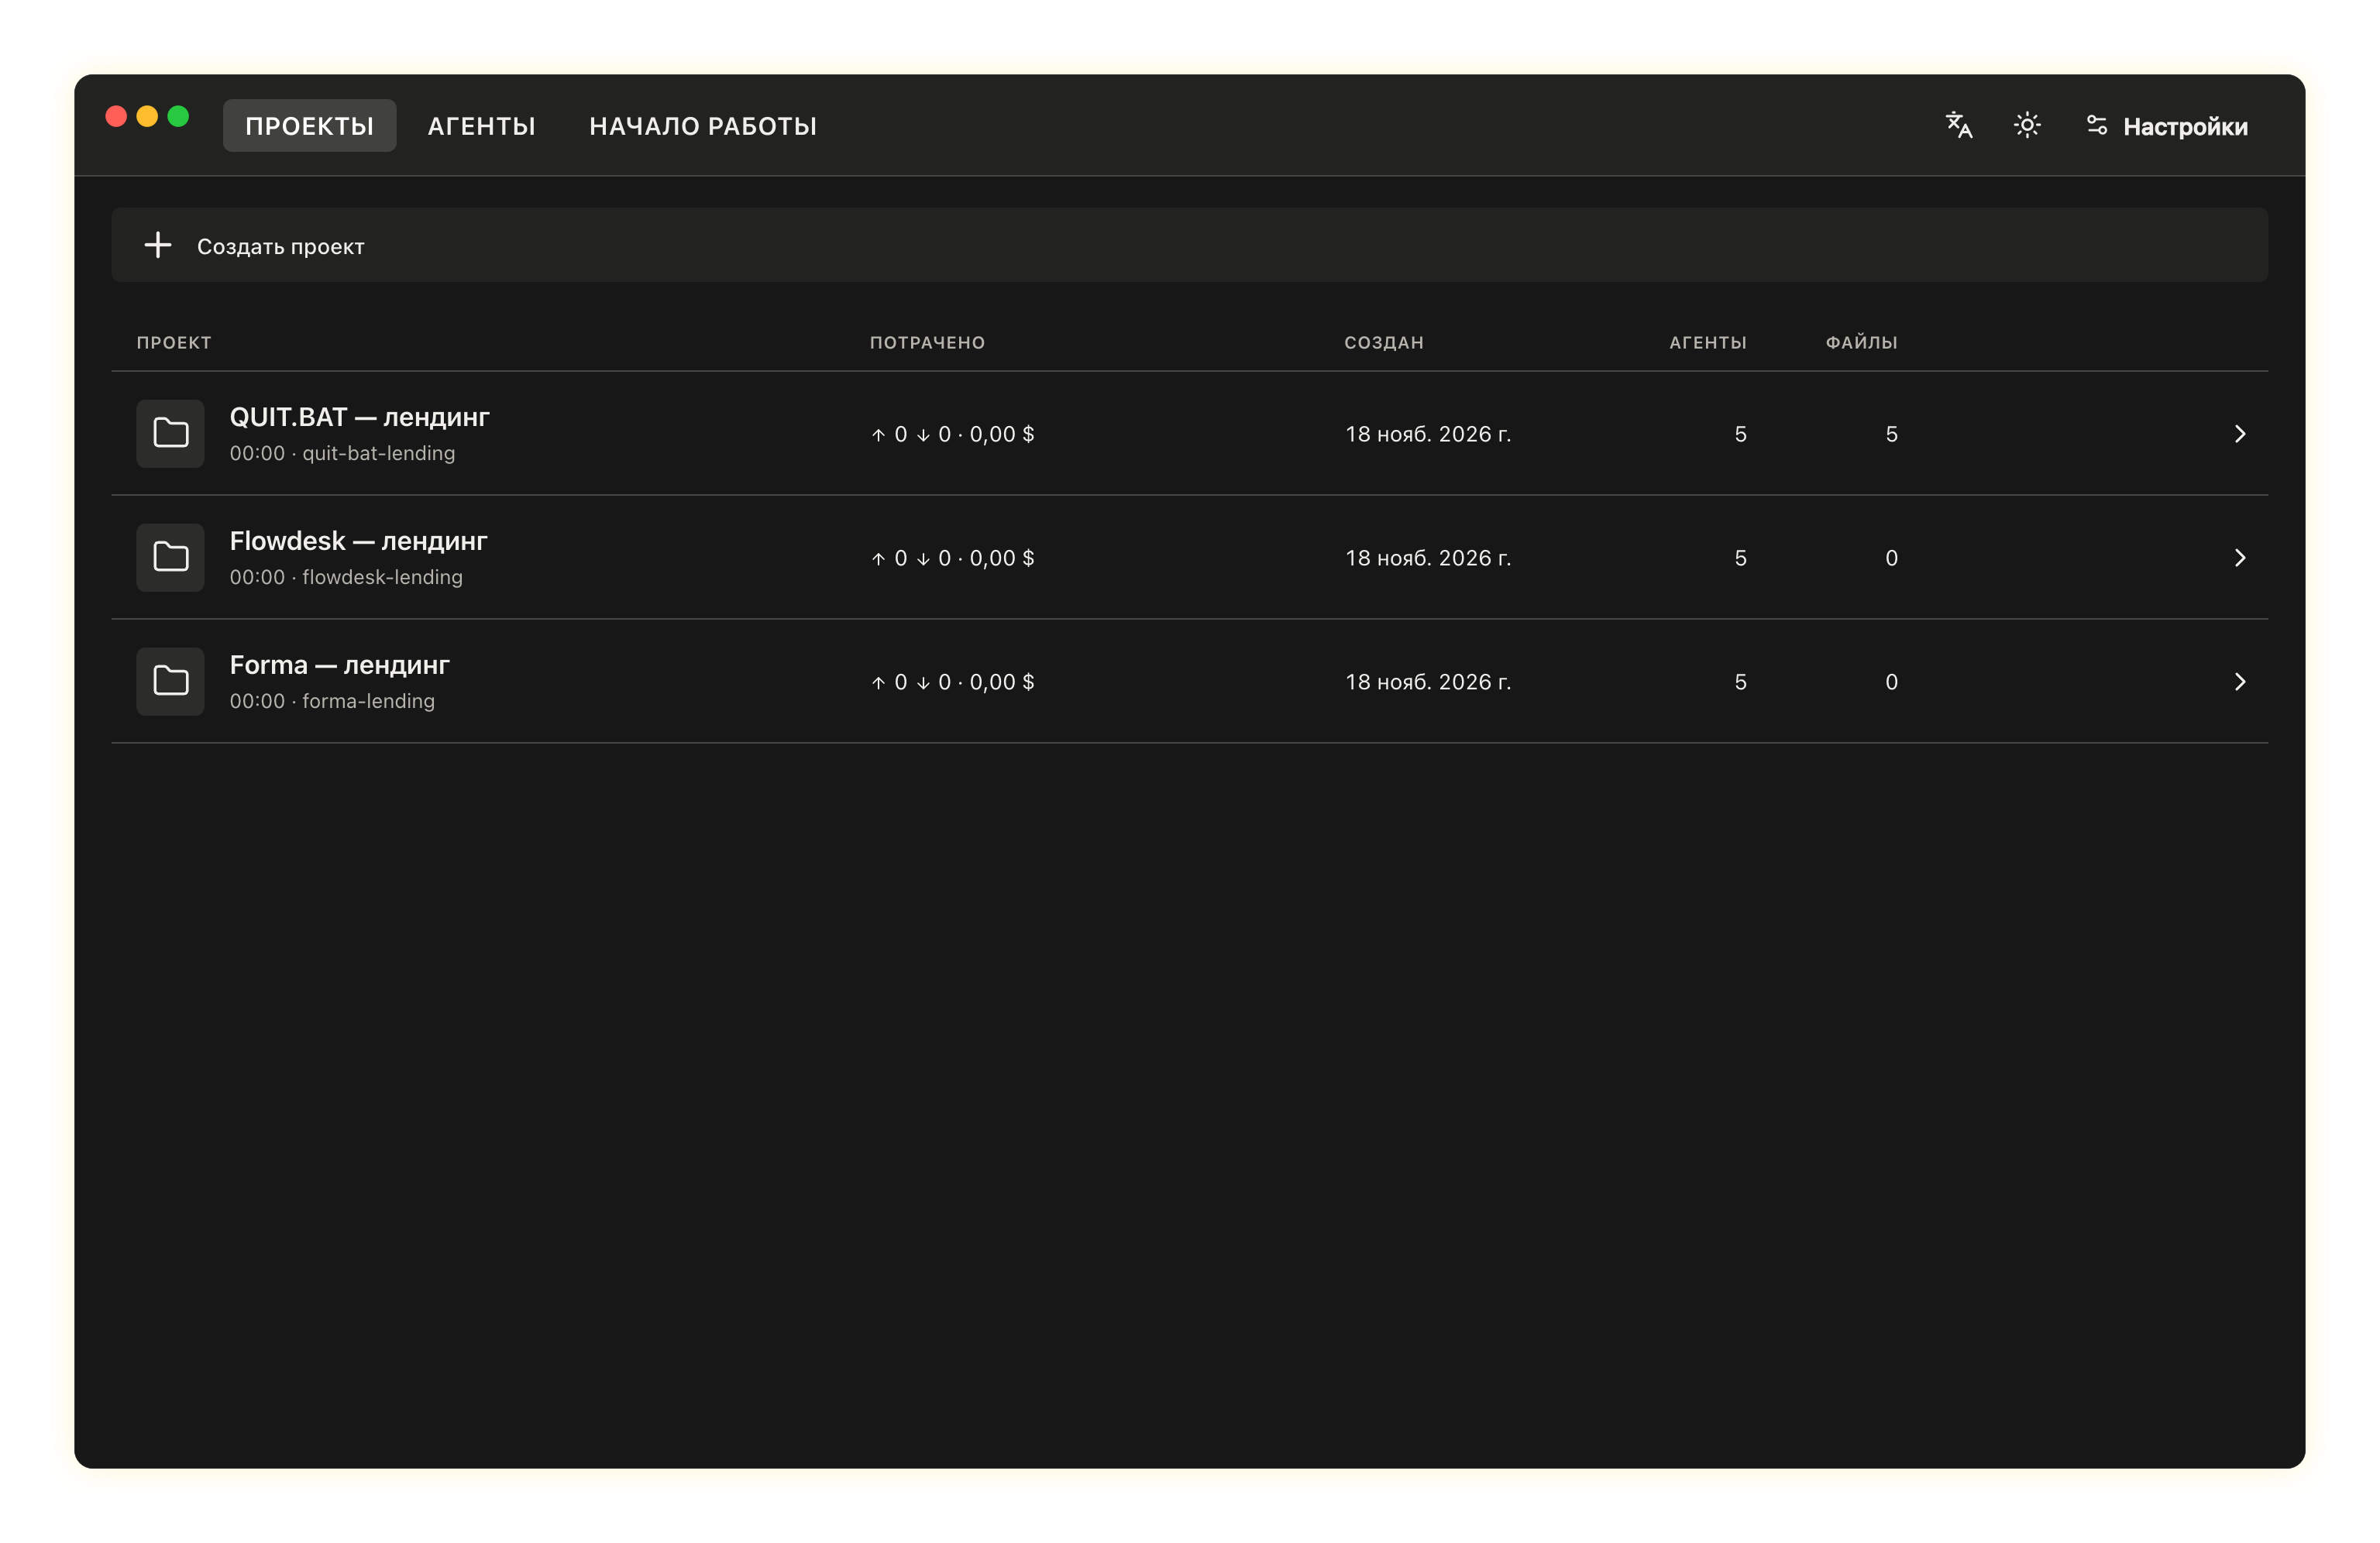 ПРОЕКТЫ АГЕНТЫ НАЧАЛО РАБОТЫ Настройки
Создать проект
ПРОЕКТ ПОТРАЧЕНО СОЗДАН АГЕНТЫ ФАЙЛЫ
QUIT.BAT — лендинг
00:00 · quit-bat-lending
↑ 0 ↓ 0 · 0,00 $ 18 нояб. 2026 г. 5 5
Flowdesk — лендинг
00:00 · flowdesk-lending
↑ 0 ↓ 0 · 0,00 $ 18 нояб. 2026 г. 5 0
Forma — лендинг
00:00 · forma-lending
↑ 0 ↓ 0 · 0,00 $ 18 нояб. 2026 г. 5 0